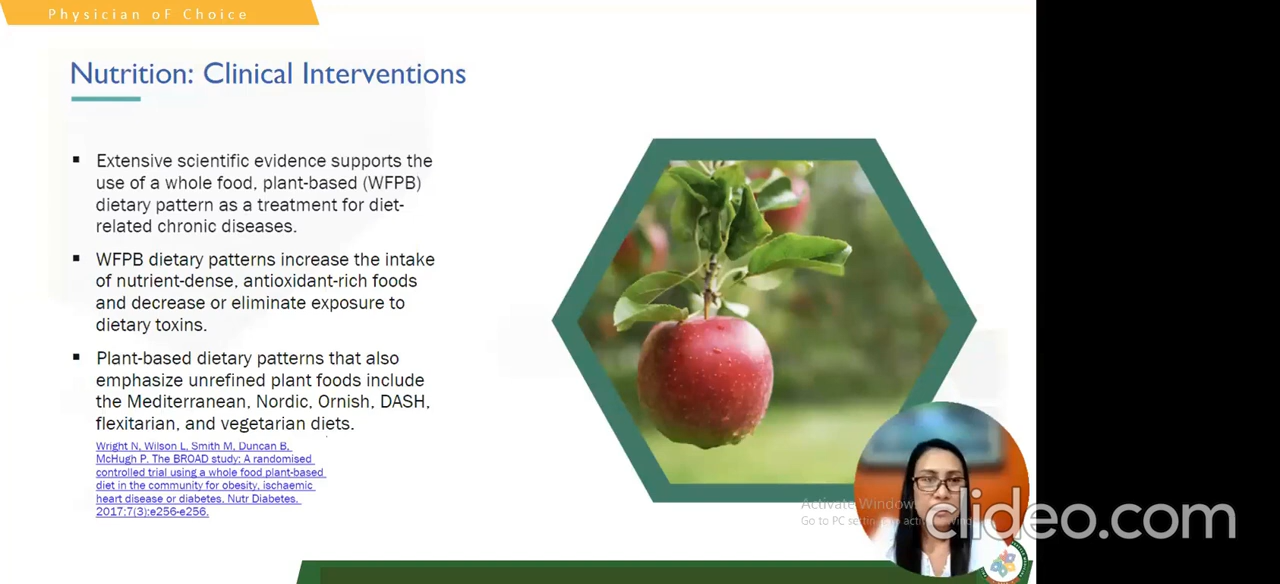 Physician oF Choice
Nutrition: Clinical Interventions
▪ Extensive scientific evidence supports the
use of a whole food, plant-based (WFPB)
dietary pattern as a treatment for diet-
related chronic diseases.
▪ WFPB dietary patterns increase the intake
of nutrient-dense, antioxidant-rich foods
and decrease or eliminate exposure to
dietary toxins.
▪ Plant-based dietary patterns that also
emphasize unrefined plant foods include
the Mediterranean, Nordic, Ornish, DASH,
flexitarian, and vegetarian diets.
Wright N, Wilson L, Smith M, Duncan B,
McHugh P. The BROAD study: A randomised
controlled trial using a whole food plant-based
diet in the community for obesity, ischaemic
heart disease or diabetes. Nutr Diabetes.
2017;7(3):e256-e256.
Activate Windows
Go to PC
clideo.com